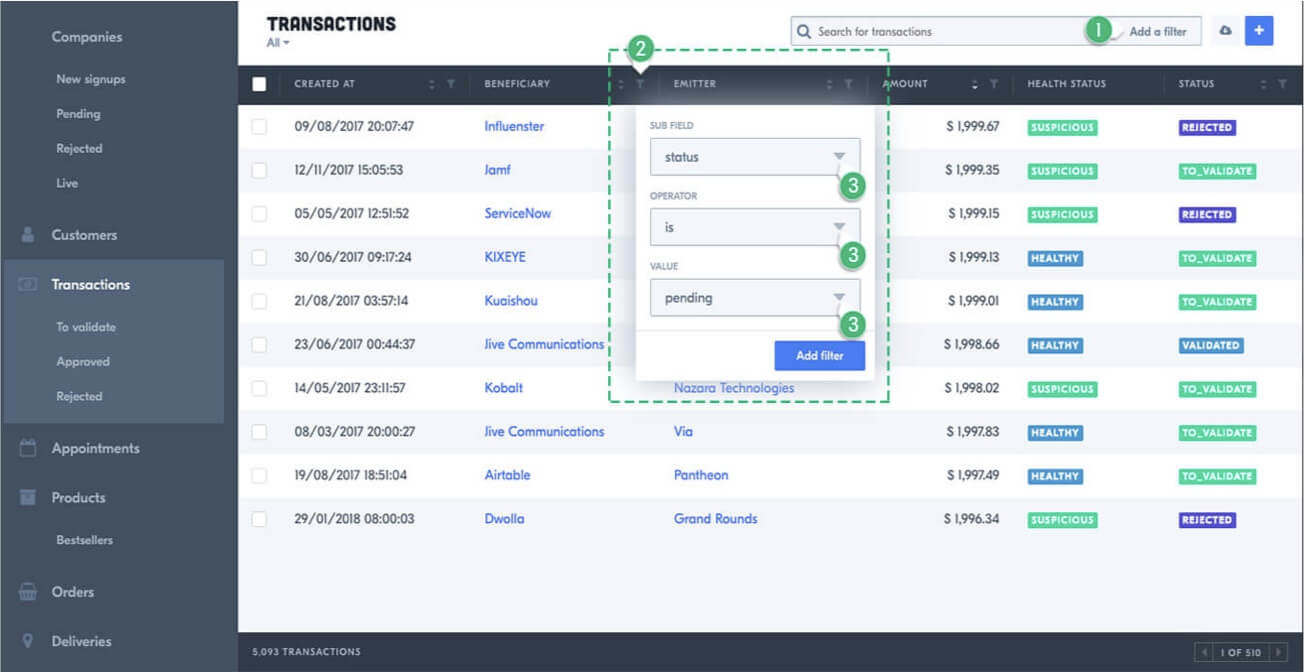 Companies
New signups
Pending
Rejected
Live
Customers
Transactions
To validate
Approved
Rejected
Appointments
Products
Bestsellers
Orders
Deliveries
TRANSACTIONS
All
Search for transactions 1 Add a filter +
2
CREATED AT BENEFICIARY EMITTER AMOUNT HEALTH STATUS STATUS
09/08/2017 20:07:47 Influenster $ 1,999.67 SUSPICIOUS REJECTED
12/11/2017 15:05:53 Jamf $ 1,999.35 SUSPICIOUS TO_VALIDATE
05/05/2017 12:51:52 ServiceNow $ 1,999.15 SUSPICIOUS REJECTED
30/06/2017 09:17:24 KIXEYE $ 1,999.13 HEALTHY TO_VALIDATE
21/08/2017 03:57:14 Kuaishou $ 1,999.01 HEALTHY TO_VALIDATE
23/06/2017 00:44:37 Jive Communications $ 1,998.66 HEALTHY VALIDATED
14/05/2017 23:11:57 Kobalt Nazara Technologies $ 1,998.02 SUSPICIOUS TO_VALIDATE
08/03/2017 20:00:27 Jive Communications Via $ 1,997.83 HEALTHY TO_VALIDATE
19/08/2017 18:51:04 Airtable Pantheon $ 1,997.49 HEALTHY TO_VALIDATE
29/01/2018 08:00:03 Dwolla Grand Rounds $ 1,996.34 SUSPICIOUS REJECTED
SUB FIELD
status
3
OPERATOR
is
3
VALUE
pending
3
Add filter
5,093 TRANSACTIONS
1 OF 510